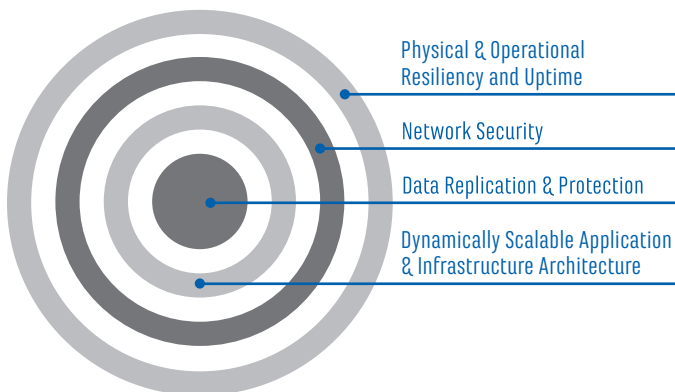 Physical & Operational
Resiliency and Uptime
Network Security
Data Replication & Protection
Dynamically Scalable Application
& Infrastructure Architecture